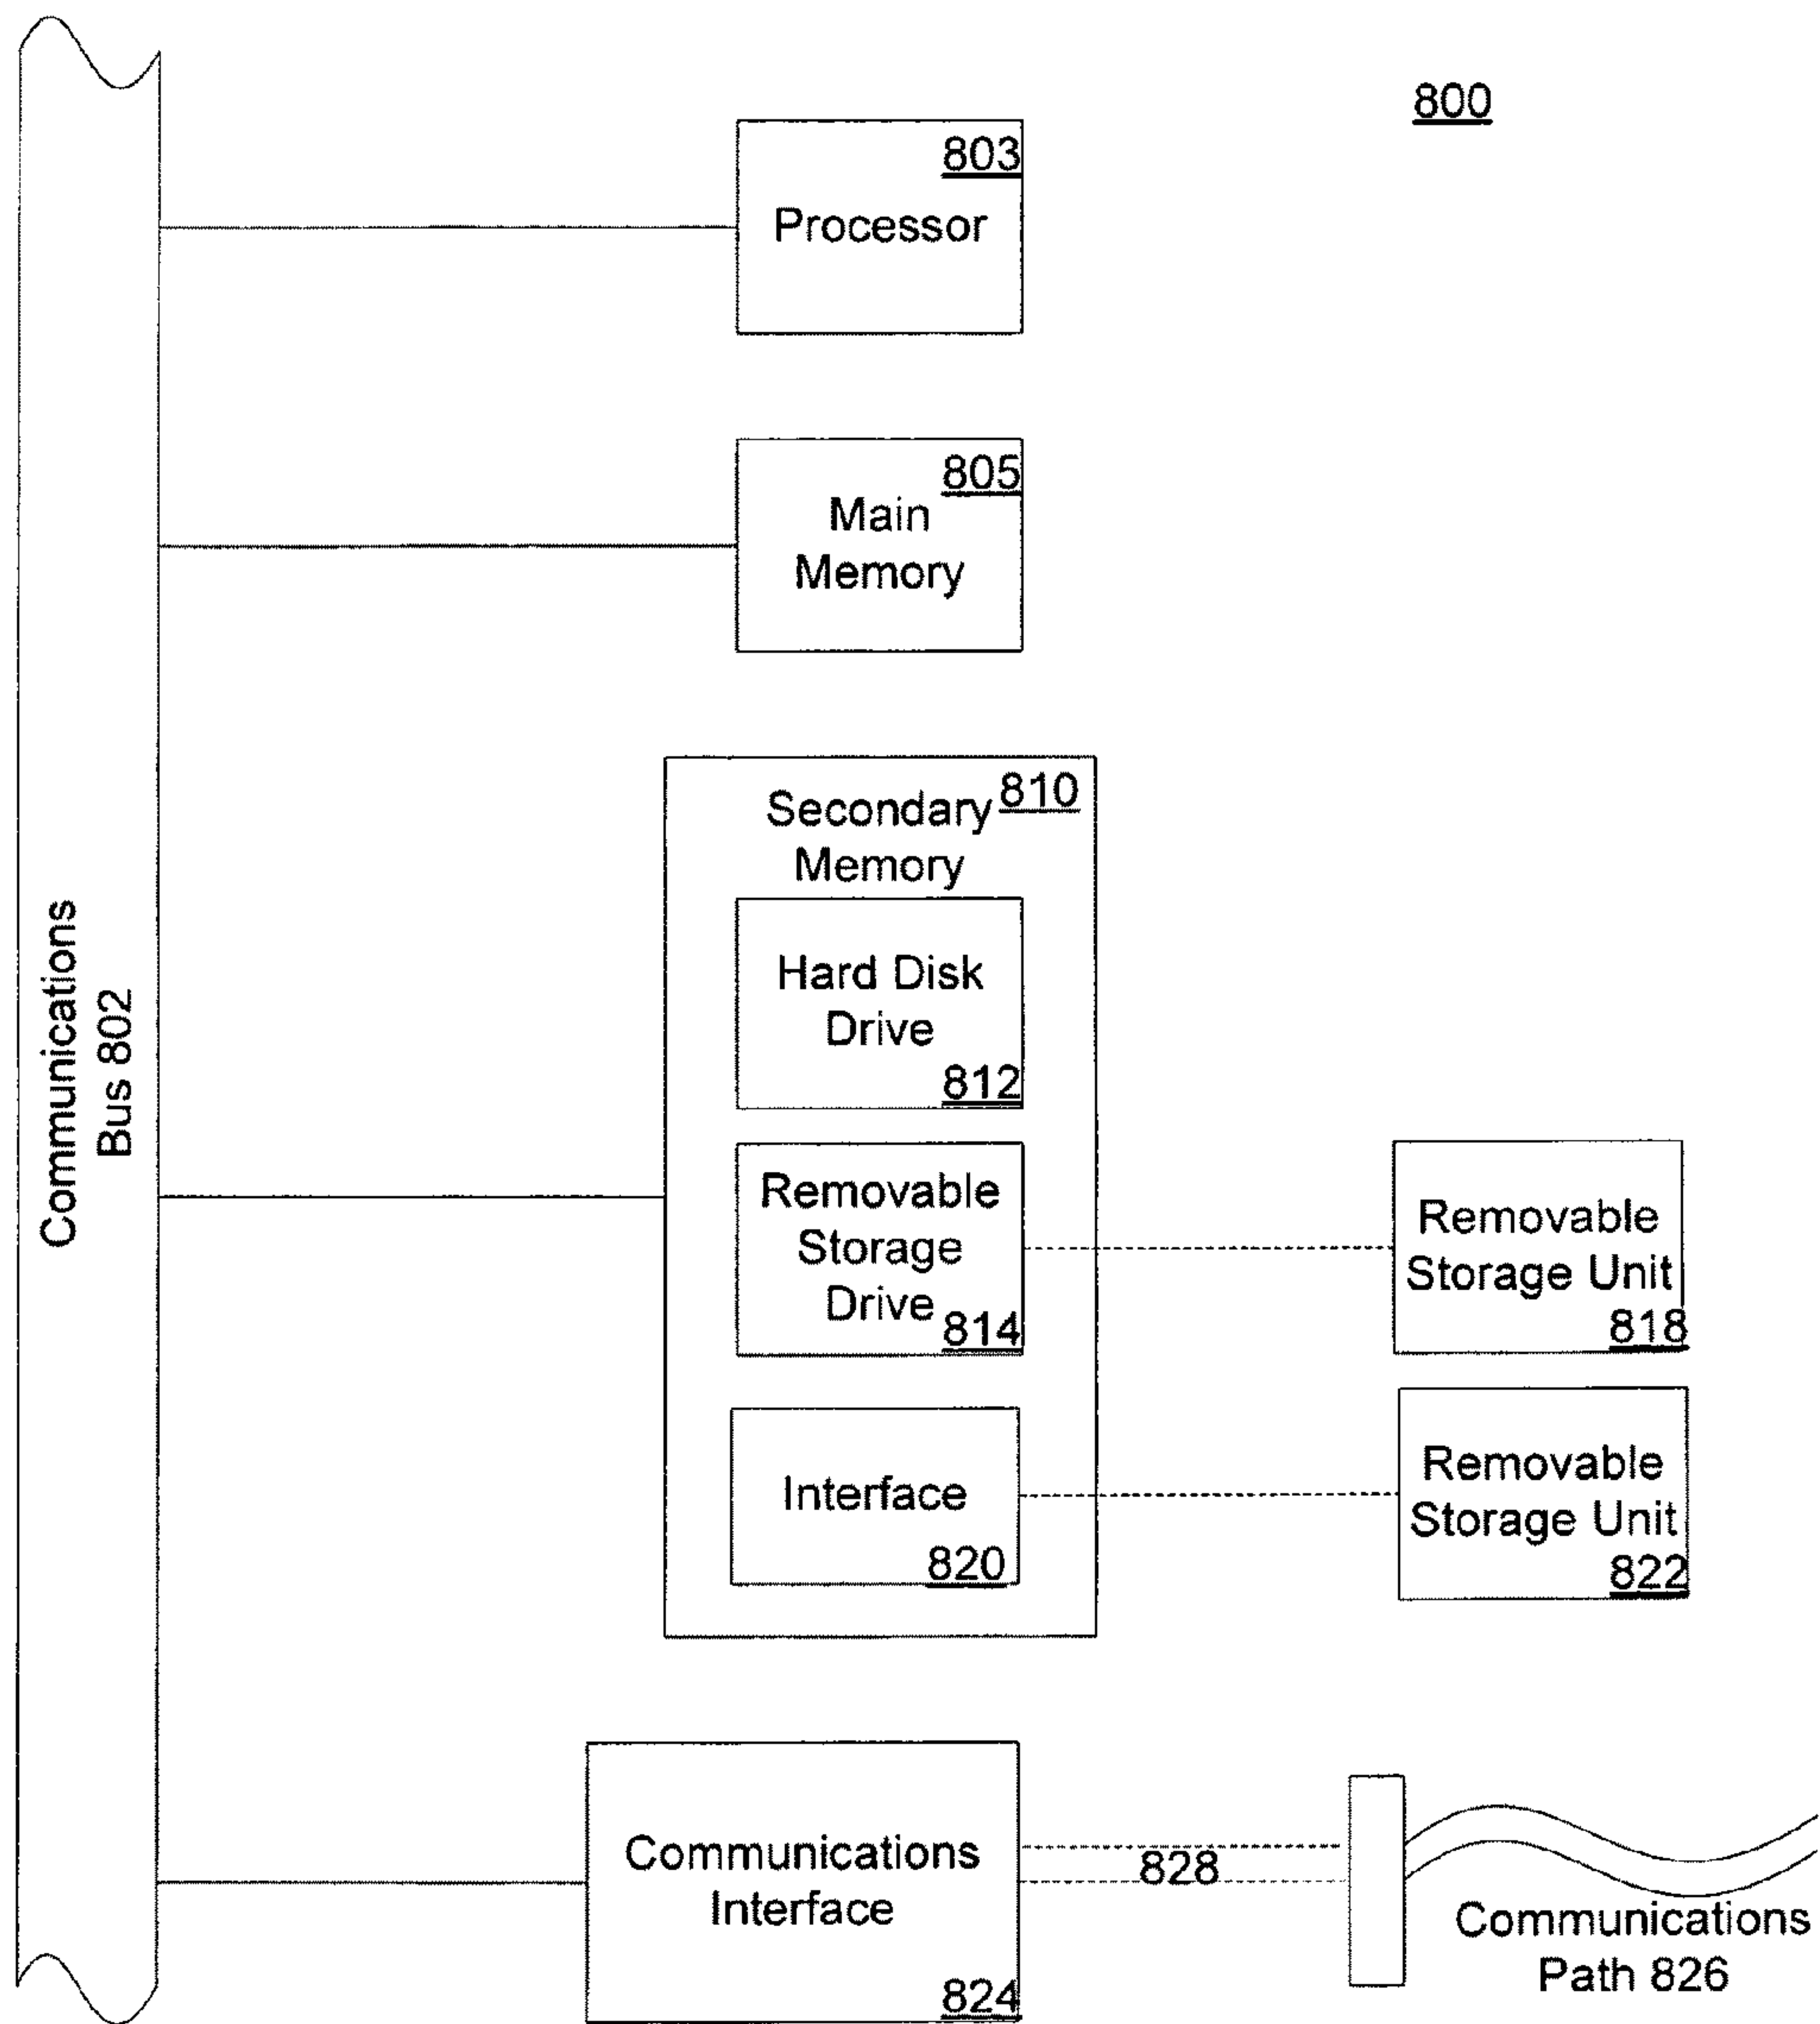 800
803
Processor
805
Main
Memory
810
Secondary
Memory
Hard Disk
Drive
812
Removable
Storage
Drive
814
Removable
Storage Unit
818
Interface
820
Removable
Storage Unit
822
Communications
Bus 802
Communications
Interface
824
828
Communications
Path 826